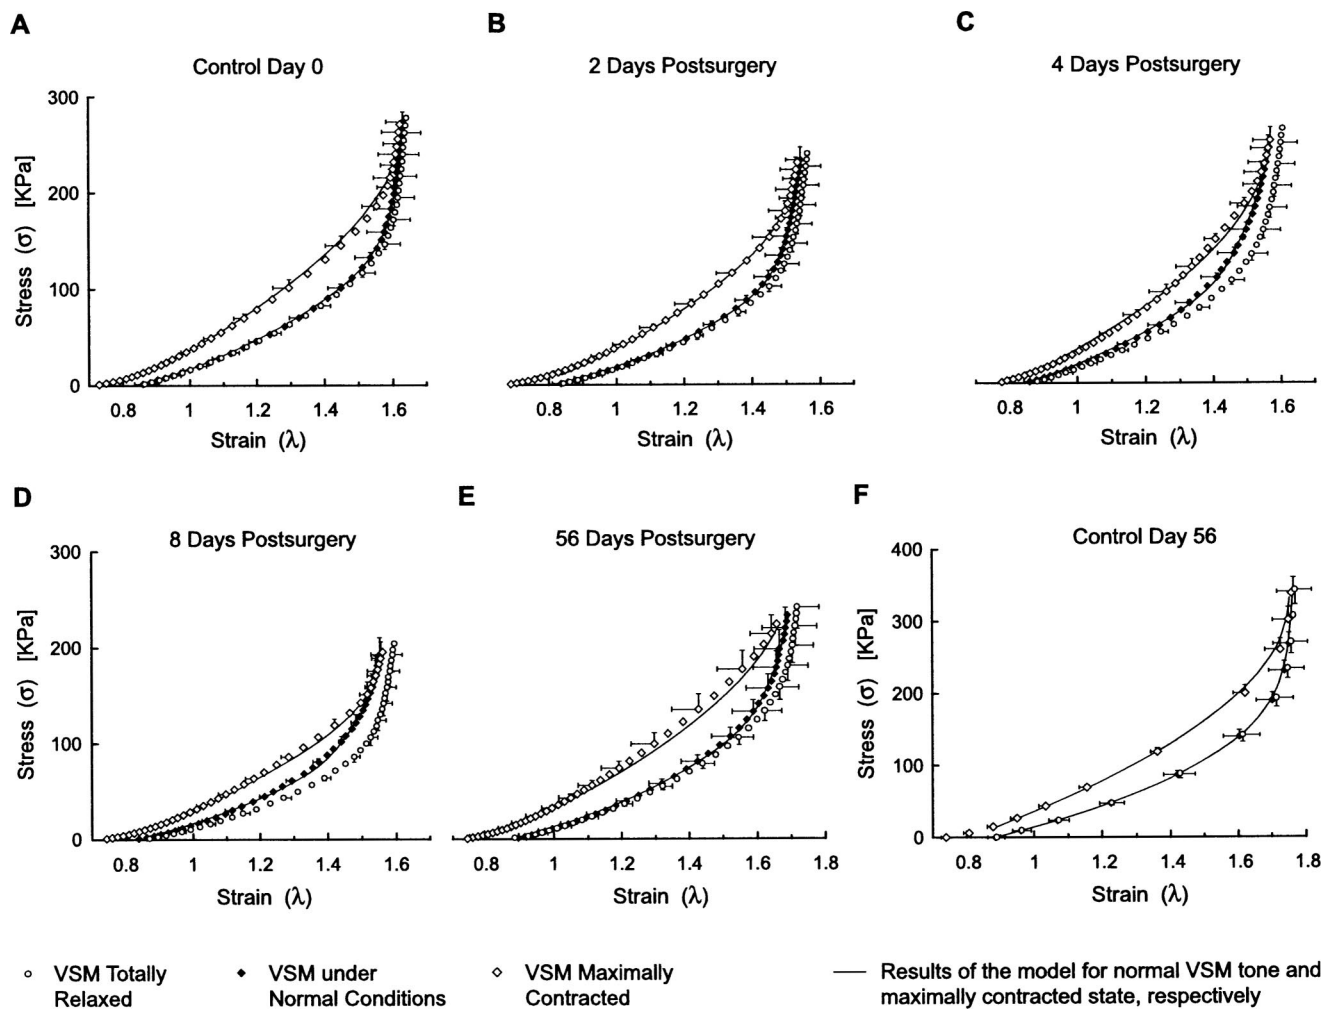 A
B
C
Control Day 0
2 Days Postsurgery
4 Days Postsurgery
300
200
100
0
Stress (σ) [KPa]
0.8 1 1.2 1.4 1.6
Strain (λ)
0.8 1 1.2 1.4 1.6
Strain (λ)
0.8 1 1.2 1.4 1.6
Strain (λ)
D
E
F
8 Days Postsurgery
56 Days Postsurgery
Control Day 56
300
200
100
0
Stress (σ) [KPa]
0.8 1 1.2 1.4 1.6
Strain (λ)
0.8 1 1.2 1.4 1.6 1.8
Strain (λ)
400
300
200
100
0
Stress (σ) [KPa]
0.8 1 1.2 1.4 1.6 1.8
Strain (λ)
VSM Totally
Relaxed
VSM under
Normal Conditions
VSM Maximally
Contracted
Results of the model for normal VSM tone and
maximally contracted state, respectively